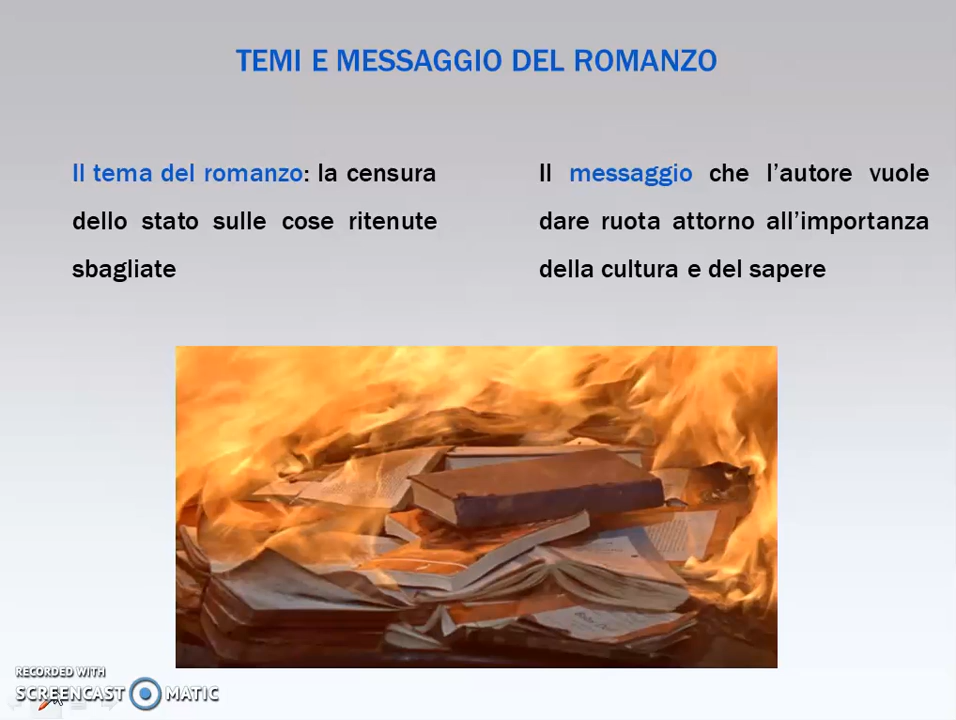 TEMI E MESSAGGIO DEL ROMANZO
Il tema del romanzo: la censura
dello stato sulle cose ritenute
sbagliate
Il messaggio che l’autore vuole
dare ruota attorno all’importanza
della cultura e del sapere
RECORDED WITH
SCREENCAST MATIC